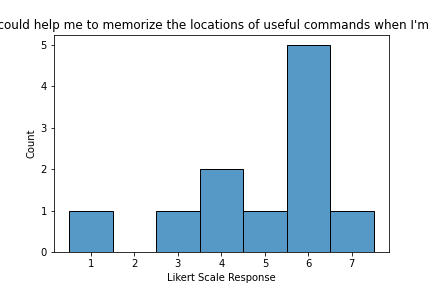 could help me to memorize the locations of useful commands when I'm
5
4
3
2
1
0
Count
1 2 3 4 5 6 7
Likert Scale Response